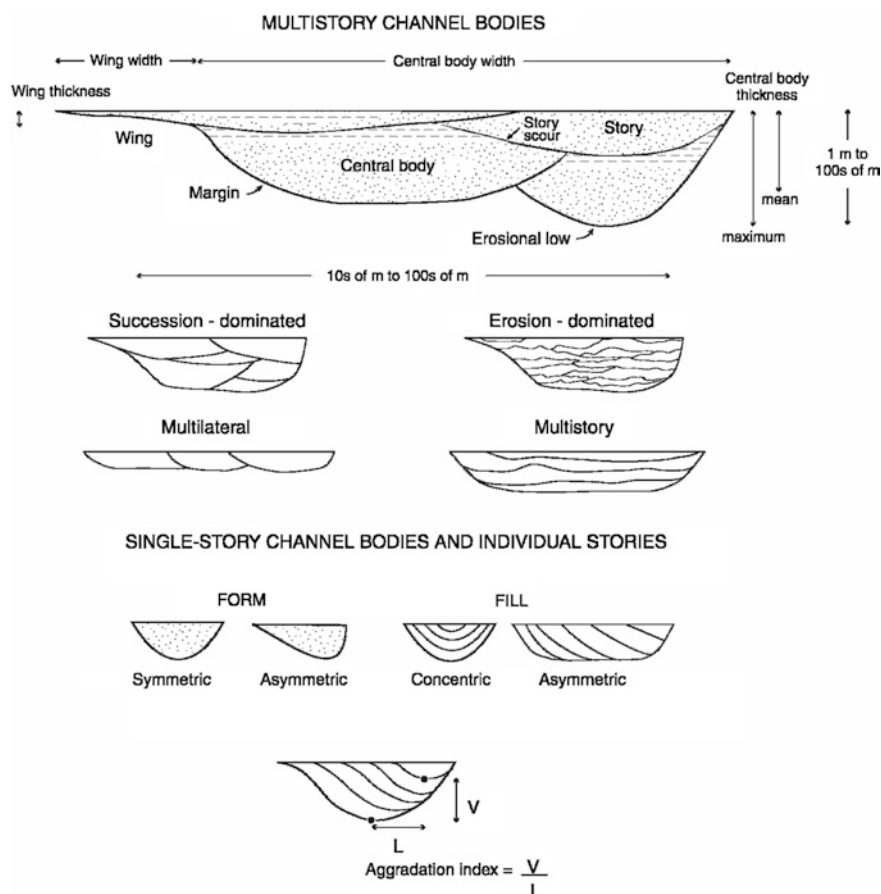 MULTISTORY CHANNEL BODIES
Wing width
Central body width
Wing thickness
Central body
thickness
Wing
Story
scour
Story
Central body
Margin
1 m to
100s of m
mean
Erosional low
maximum
10s of m to 100s of m
Succession - dominated
Erosion - dominated
Multilateral
Multistory
SINGLE-STORY CHANNEL BODIES AND INDIVIDUAL STORIES
FORM
FILL
Symmetric
Asymmetric
Concentric
Asymmetric
V
L
Aggradation index = V